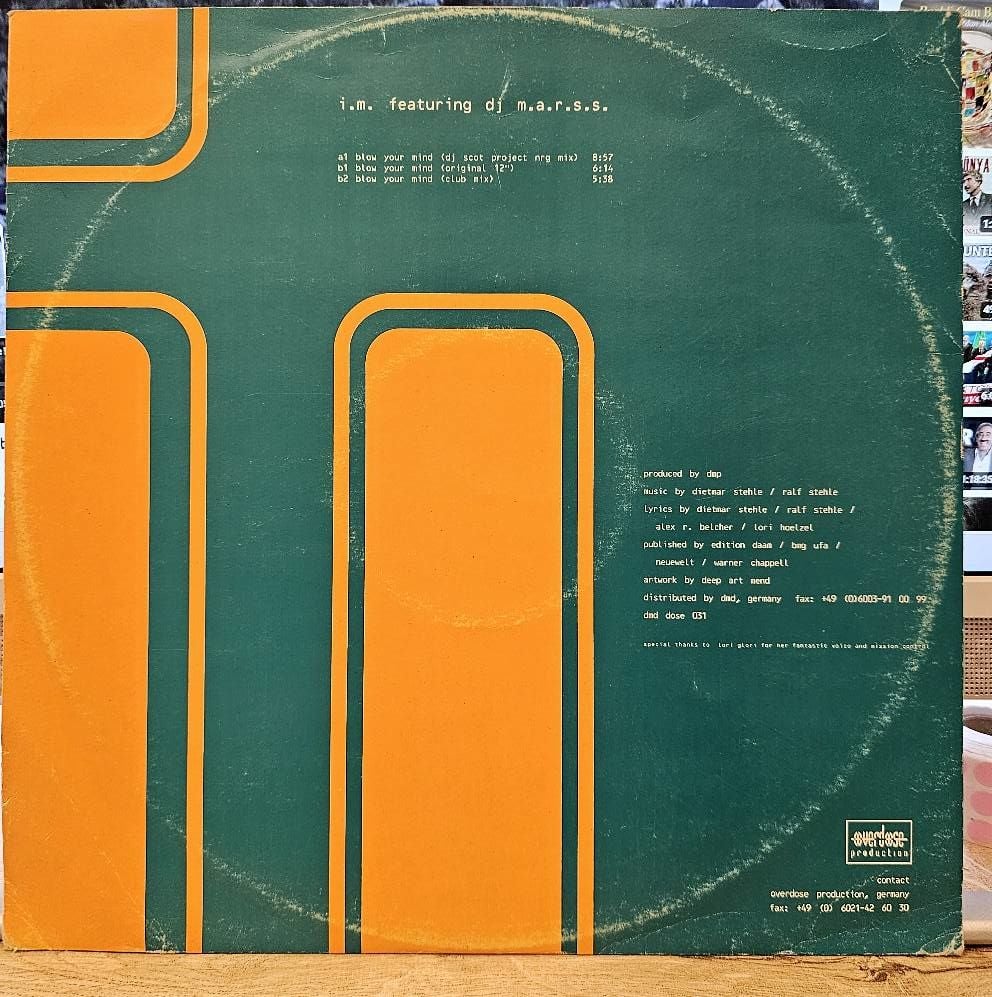 i.m. featuring dj m.a.r.s.s.
a1 blow your mind (dj scot project nrg mix) 8:57
b1 blow your mind (original 12") 6:14
b2 blow your mind (club mix) 5:38
produced by dmp
music by dietmar stehle / ralf stehle
lyrics by dietmar stehle / ralf stehle /
alex r. belcher / lori hoelzel
published by edition daam / bmg ufa /
neuewelt / warner chappell
artwork by deep art mend
distributed by dmd, germany fax: +49 (0)6003-91 00 99
dmd dose 031
special thanks to lori glori for her fantastic voice and mission control
overdose
production
contact
overdose production, germany
fax: +49 (0) 6021-42 60 30